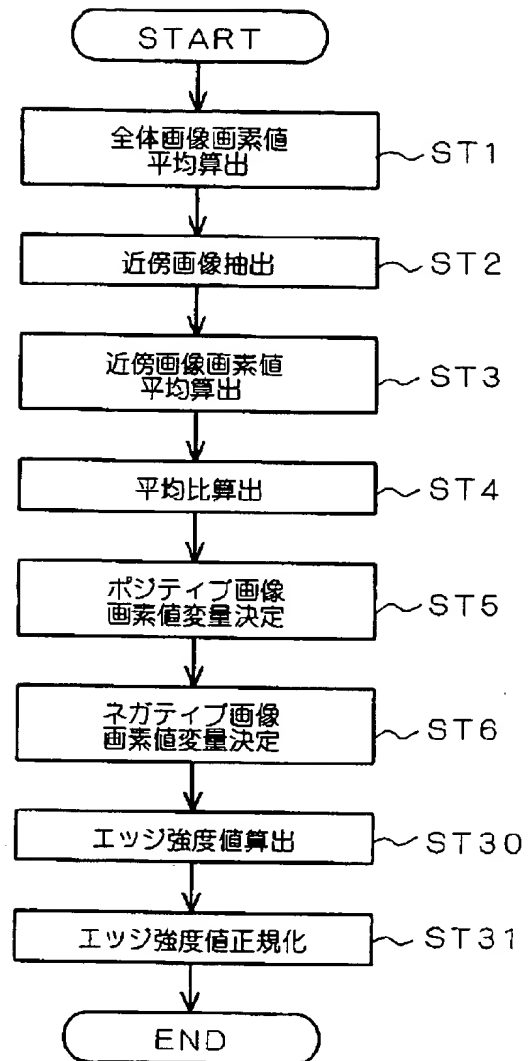 START
全体画像画素値
平均算出
ST1
近傍画像抽出
ST2
近傍画像画素値
平均算出
ST3
平均比算出
ST4
ポジティブ画像
画素値変量決定
ST5
ネガティブ画像
画素値変量決定
ST6
エッジ強度値算出
ST30
エッジ強度値正規化
ST31
END